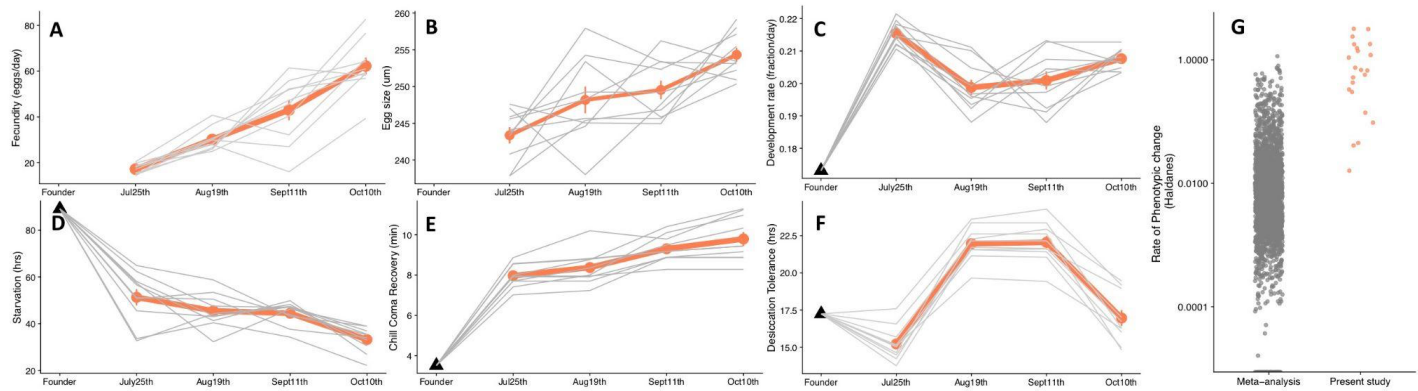 A
Fecundity (eggs/day)
80
60
40
20
Founder Jul25th Aug19th Sept11th Oct10th
B
Egg size (um)
260
255
250
245
240
Founder Jul25th Aug19th Sept11th Oct10th
C
Development rate (fraction/day)
0.22
0.21
0.20
0.19
0.18
Founder July25th Aug19th Sept11th Oct10th
D
Starvation (hrs)
80
60
40
20
Founder July25th Aug19th Sept11th Oct10th
E
Chill Coma Recovery (min)
10
8
6
4
Founder Jul25th Aug19th Sept11th Oct10th
F
Desiccation Tolerance (hrs)
22.5
20.0
17.5
15.0
Founder July25th Aug19th Sept11th Oct10th
G
Rate of Phenotypic change
(Haldanes)
1.0000
0.0100
0.0001
Meta-analysis Present study